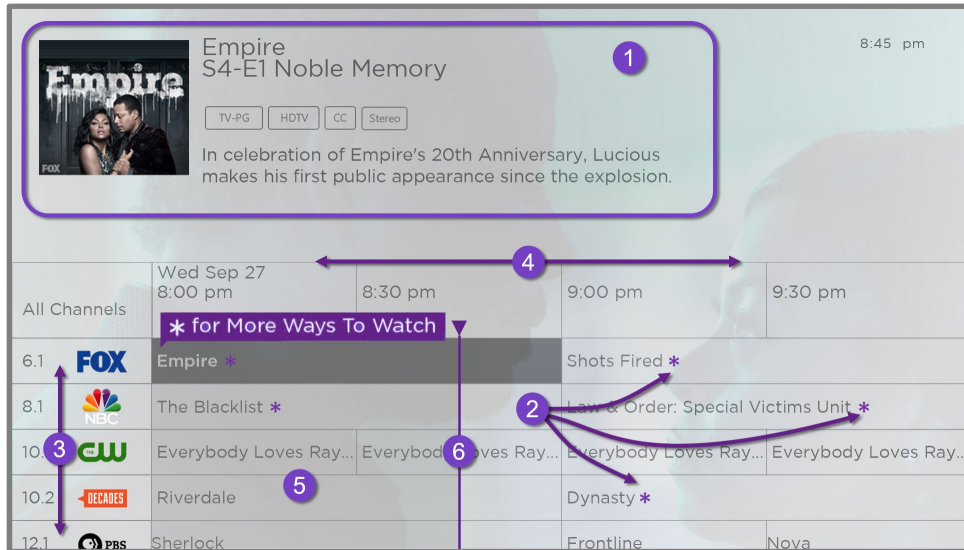 Empire
S4-E1 Noble Memory
1
8:45 pm
Empire
FOX
TV-PG HDTV CC Stereo
In celebration of Empire's 20th Anniversary, Lucious
makes his first public appearance since the explosion.
4
Wed Sep 27
All Channels 8:00 pm 8:30 pm 9:00 pm 9:30 pm
* for More Ways To Watch
6.1 FOX Empire * Shots Fired *
8.1 NBC The Blacklist * 2 Law & Order: Special Victims Unit *
10. 3 THE CW Everybody Loves Ray... Everybody 6 oves Ray... Everybody Loves Ray... Everybody Loves Ray...
10.2 DECADES Riverdale 5 Dynasty *
12.1 PBS Sherlock Frontline Nova